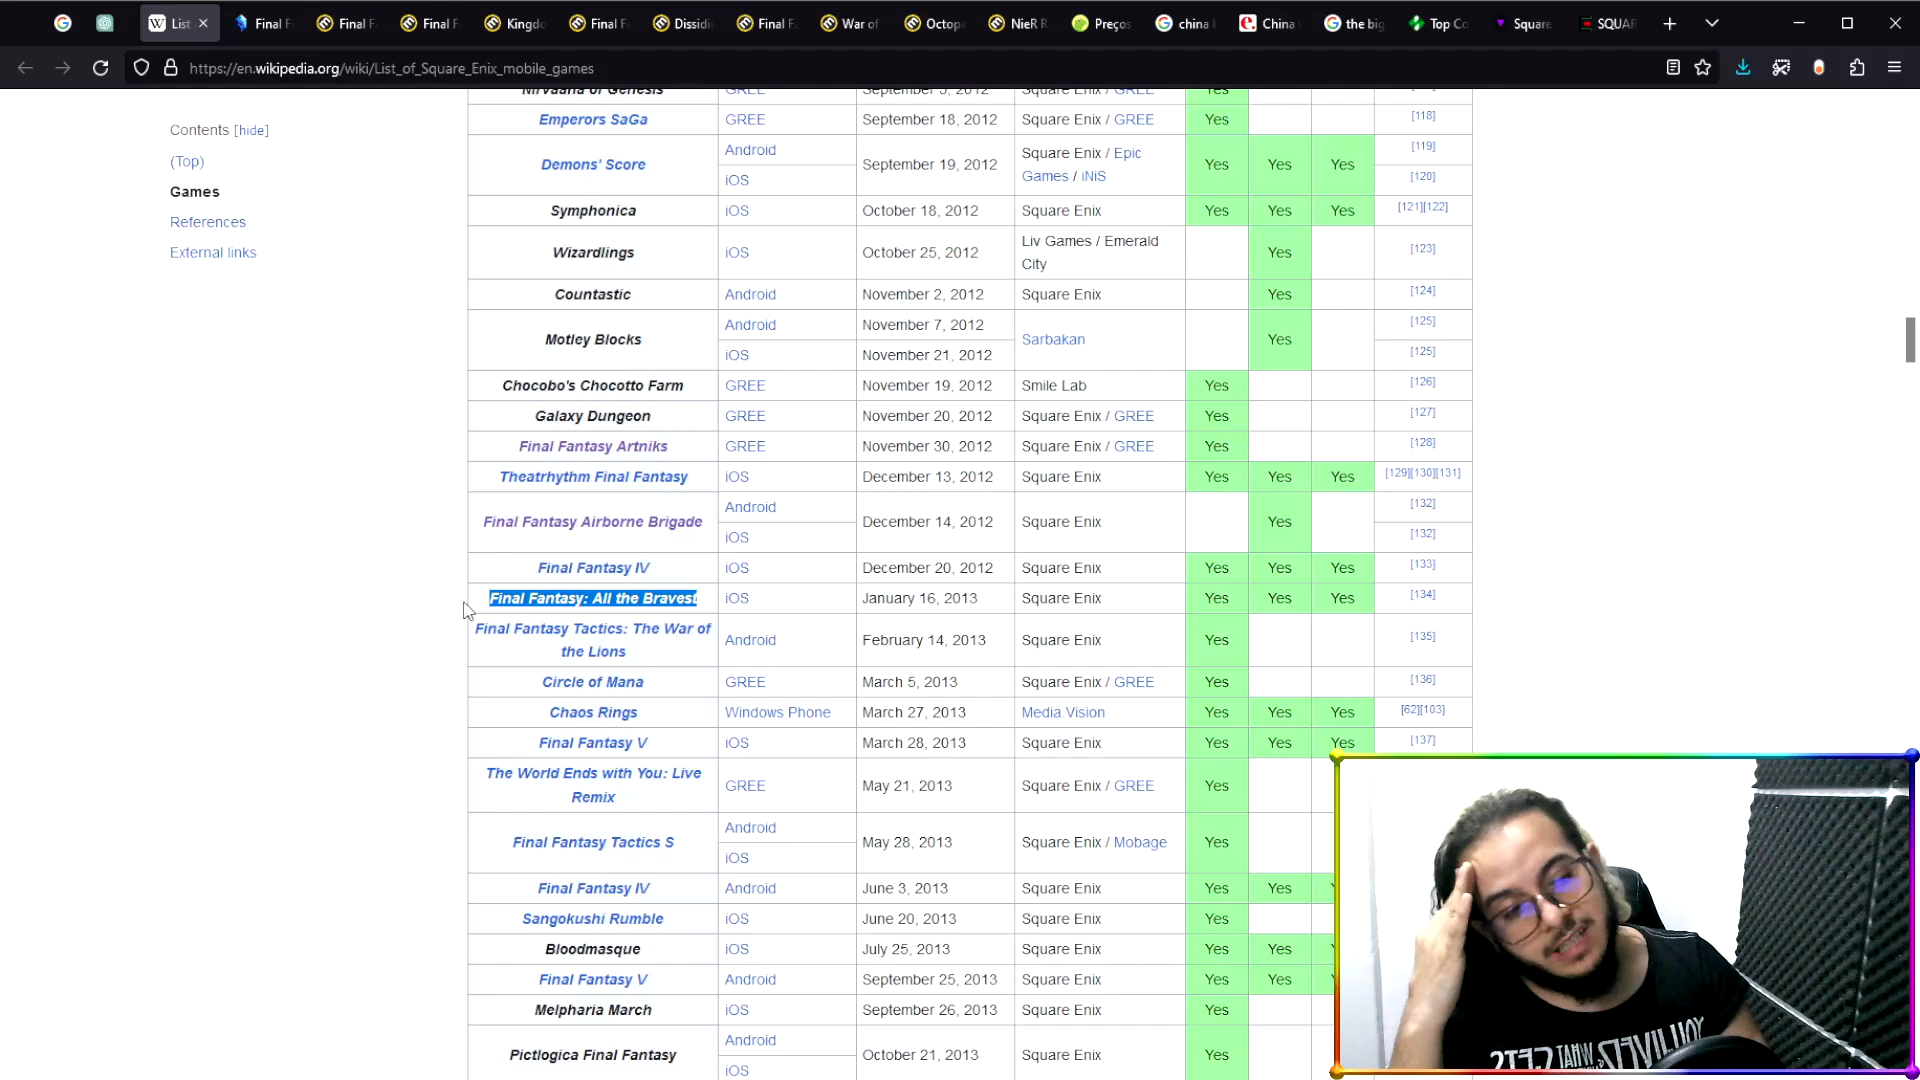 List
Final F
Final F
Final F
Kingdo
Final F
Dissidi
Final F
War of
Octop
NieR R
Preços
china
China
the big
Top Co
Square
SQUAR
https://en.wikipedia.org/wiki/List_of_Square_Enix_mobile_games
Contents [hide]
(Top)
Games
References
External links
Nirvaana of Genesis GREE September 5, 2012 Square Enix / GREE Yes
Emperors SaGa GREE September 18, 2012 Square Enix / GREE Yes [118]
Demons' Score Android September 19, 2012 Square Enix / Epic Yes Yes Yes [119]
iOS Games / iNiS [120]
Symphonica iOS October 18, 2012 Square Enix Yes Yes Yes [121][122]
Wizardlings iOS October 25, 2012 Liv Games / Emerald Yes [123]
City
Countastic Android November 2, 2012 Square Enix Yes [124]
Motley Blocks Android November 7, 2012 Sarbakan Yes [125]
iOS November 21, 2012 [125]
Chocobo's Chocotto Farm GREE November 19, 2012 Smile Lab Yes [126]
Galaxy Dungeon GREE November 20, 2012 Square Enix / GREE Yes [127]
Final Fantasy Artniks GREE November 30, 2012 Square Enix / GREE Yes [128]
Theatrhythm Final Fantasy iOS December 13, 2012 Square Enix Yes Yes Yes [129][130][131]
Final Fantasy Airborne Brigade Android December 14, 2012 Square Enix Yes [132]
iOS [132]
Final Fantasy IV iOS December 20, 2012 Square Enix Yes Yes Yes [133]
Final Fantasy: All the Bravest iOS January 16, 2013 Square Enix Yes Yes Yes [134]
Final Fantasy Tactics: The War of Android February 14, 2013 Square Enix Yes [135]
the Lions
Circle of Mana GREE March 5, 2013 Square Enix / GREE Yes [136]
Chaos Rings Windows Phone March 27, 2013 Media.Vision Yes Yes Yes [62][103]
Final Fantasy V iOS March 28, 2013 Square Enix Yes Yes Yes [137]
The World Ends with You: Live GREE May 21, 2013 Square Enix / GREE Yes
Remix
Final Fantasy Tactics S Android May 28, 2013 Square Enix / Mobage Yes
iOS
Final Fantasy IV Android June 3, 2013 Square Enix Yes Yes
Sangokushi Rumble iOS June 20, 2013 Square Enix Yes
Bloodmasque iOS July 25, 2013 Square Enix Yes Yes
Final Fantasy V Android September 25, 2013 Square Enix Yes Yes
Melpharia March iOS September 26, 2013 Square Enix Yes
Pictlogica Final Fantasy Android October 21, 2013 Square Enix Yes
iOS